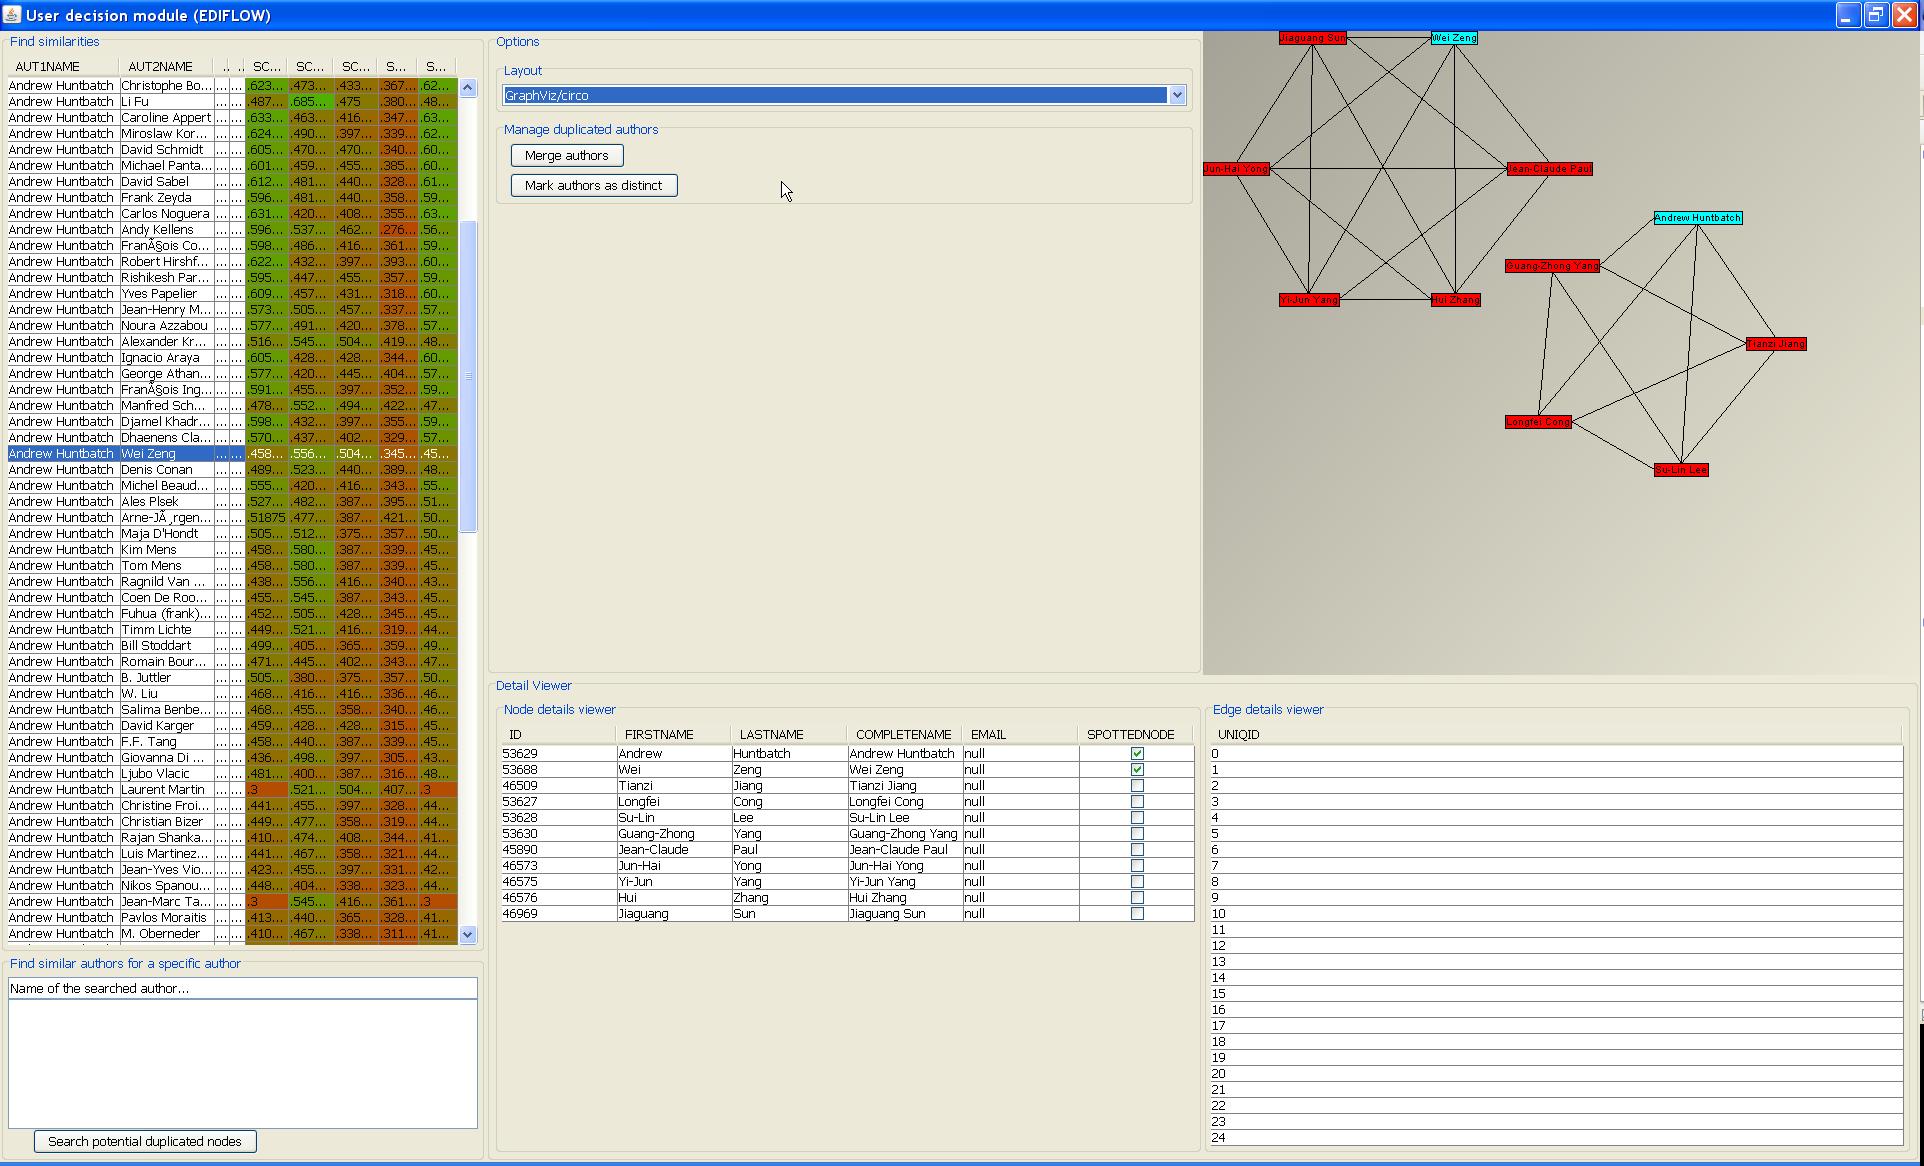 User decision module (EDIFLOW)
Find similarities
AUT1NAME AUT2NAME .. .. SC... SC... SC... S... S...
Andrew Huntbatch Christophe Bo... ... ... .623... .473... .433... .367... .62...
Andrew Huntbatch Li Fu ... ... .487... .685... .475 .380... .48...
Andrew Huntbatch Caroline Appert ... ... .633... .463... .416... .347... .63...
Andrew Huntbatch Miroslaw Kor... ... ... .624... .490... .397... .339... .62...
Andrew Huntbatch David Schmidt ... ... .605... .470... .470... .340... .60...
Andrew Huntbatch Michael Panta... ... ... .601... .459... .455... .385... .60...
Andrew Huntbatch David Sabel ... ... .612... .481... .440... .328... .61...
Andrew Huntbatch Frank Zeyda ... ... .596... .481... .440... .358... .59...
Andrew Huntbatch Carlos Noguera ... ... .631... .420... .408... .355... .63...
Andrew Huntbatch Andy Kellens ... ... .596... .537... .462... .276... .56...
Andrew Huntbatch FranÃ§ois Co... ... ... .598... .486... .416... .361... .59...
Andrew Huntbatch Robert Hirshf... ... ... .622... .432... .397... .393... .60...
Andrew Huntbatch Rishikesh Par... ... ... .595... .447... .455... .357... .59...
Andrew Huntbatch Yves Papelier ... ... .609... .457... .431... .318... .60...
Andrew Huntbatch Jean-Henry M... ... ... .573... .505... .457... .337... .57...
Andrew Huntbatch Noura Azzabou ... ... .577... .491... .420... .378... .57...
Andrew Huntbatch Alexander Kr... ... ... .516... .545... .504... .419... .48...
Andrew Huntbatch Ignacio Araya ... ... .605... .428... .428... .344... .60...
Andrew Huntbatch George Athan... ... ... .577... .420... .445... .404... .57...
Andrew Huntbatch FranÃ§ois Ing... ... ... .591... .455... .397... .352... .59...
Andrew Huntbatch Manfred Sch... ... ... .478... .552... .494... .422... .47...
Andrew Huntbatch Djamel Khadr... ... ... .598... .432... .397... .355... .59...
Andrew Huntbatch Dhaenens Cla... ... ... .570... .437... .402... .329... .57...
Andrew Huntbatch Wei Zeng ... ... .458... .556... .504... .345... .45...
Andrew Huntbatch Denis Conan ... ... .489... .523... .440... .389... .48...
Andrew Huntbatch Michel Beaud... ... ... .555... .420... .416... .343... .55...
Andrew Huntbatch Ales Plsek ... ... .527... .482... .387... .395... .51...
Andrew Huntbatch Arne-JÃ¸rgen... ... ... .51875 .477... .387... .421... .50...
Andrew Huntbatch Maja D'Hondt ... ... .505... .512... .375... .357... .50...
Andrew Huntbatch Kim Mens ... ... .458... .580... .387... .339... .45...
Andrew Huntbatch Tom Mens ... ... .458... .580... .387... .339... .45...
Andrew Huntbatch Ragnild Van ... ... ... .438... .556... .416... .340... .43...
Andrew Huntbatch Coen De Roo... ... ... .455... .545... .387... .343... .45...
Andrew Huntbatch Fuhua (frank)... ... ... .452... .505... .428... .345... .45...
Andrew Huntbatch Timm Lichte ... ... .449... .521... .416... .319... .44...
Andrew Huntbatch Bill Stoddart ... ... .499... .405... .365... .359... .49...
Andrew Huntbatch Romain Bour... ... ... .471... .445... .402... .343... .47...
Andrew Huntbatch B. Juttler ... ... .505... .380... .375... .357... .50...
Andrew Huntbatch W. Liu ... ... .468... .416... .416... .336... .46...
Andrew Huntbatch Salima Benbe... ... ... .468... .455... .358... .340... .46...
Andrew Huntbatch David Karger ... ... .459... .428... .428... .315... .45...
Andrew Huntbatch F.F. Tang ... ... .458... .440... .387... .339... .45...
Andrew Huntbatch Giovanna Di ... ... ... .436... .498... .397... .305... .43...
Andrew Huntbatch Ljubo Vlacic ... ... .481... .400... .387... .316... .48...
Andrew Huntbatch Laurent Martin ... ... .3 .521... .504... .407... .3
Andrew Huntbatch Christine Froi... ... ... .441... .455... .397... .328... .44...
Andrew Huntbatch Christian Bizer ... ... .449... .477... .358... .319... .44...
Andrew Huntbatch Rajan Shanka... ... ... .410... .474... .408... .344... .41...
Andrew Huntbatch Luis Martinez... ... ... .441... .467... .358... .321... .44...
Andrew Huntbatch Jean-Yves Vio... ... ... .423... .455... .397... .331... .42...
Andrew Huntbatch Nikos Spanou... ... ... .448... .404... .338... .323... .44...
Andrew Huntbatch Jean-Marc Ta... ... ... .3 .545... .416... .361... .3
Andrew Huntbatch Pavlos Moraitis ... ... .413... .440... .365... .328... .41...
Andrew Huntbatch M. Oberneder ... ... .410... .467... .338... .311... .41...
Find similar authors for a specific author
Name of the searched author...
Search potential duplicated nodes
Options
Layout
GraphViz/circo
Manage duplicated authors
Merge authors
Mark authors as distinct
Jiaguang Sun
Wei Zeng
Jun-Hai Yong
Jean-Claude Paul
Andrew Huntbatch
Guang-Zhong Yang
Yi-Jun Yang
Hui Zhang
Tianzi Jiang
Longfei Cong
Su-Lin Lee
Detail Viewer
Node details viewer
ID FIRSTNAME LASTNAME COMPLETENAME EMAIL SPOTTEDNODE
53629 Andrew Huntbatch Andrew Huntbatch null
53688 Wei Zeng Wei Zeng null
46509 Tianzi Jiang Tianzi Jiang null
53627 Longfei Cong Longfei Cong null
53628 Su-Lin Lee Su-Lin Lee null
53630 Guang-Zhong Yang Guang-Zhong Yang null
45890 Jean-Claude Paul Jean-Claude Paul null
46573 Jun-Hai Yong Jun-Hai Yong null
46575 Yi-Jun Yang Yi-Jun Yang null
46576 Hui Zhang Hui Zhang null
46969 Jiaguang Sun Jiaguang Sun null
Edge details viewer
UNIQID
0
1
2
3
4
5
6
7
8
9
10
11
12
13
14
15
16
17
18
19
20
21
22
23
24